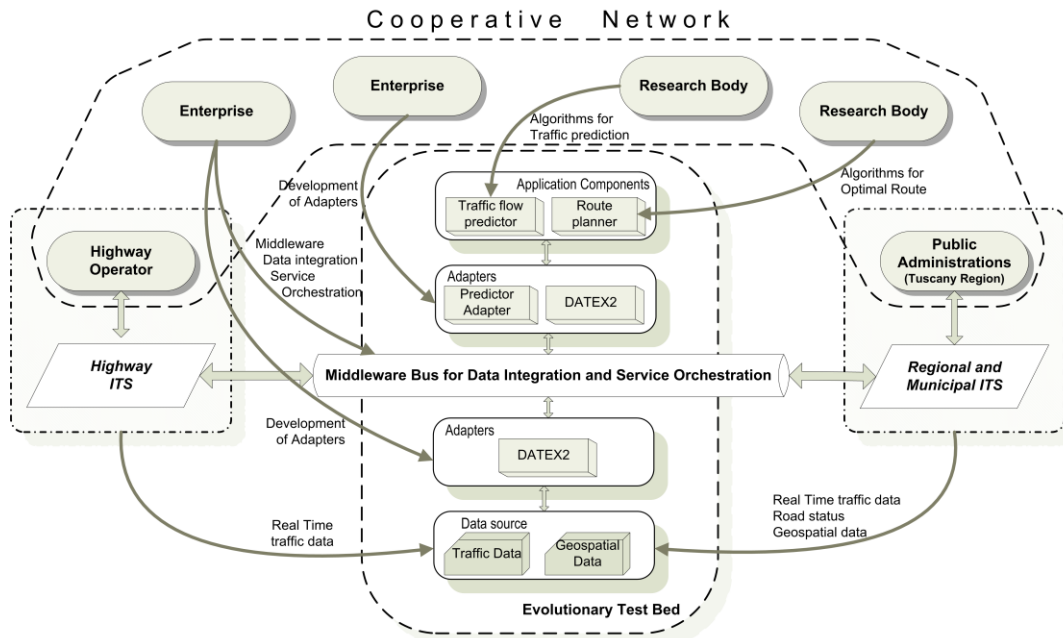 Cooperative Network
Enterprise
Enterprise
Research Body
Research Body
Algorithms for
Traffic prediction
Algorithms for
Optimal Route
Development
of Adapters
Application Components
Traffic flow
predictor
Route
planner
Highway
Operator
Middleware
Data integration
Service
Orchestration
Adapters
Predictor
Adapter
DATEX2
Public
Administrations
(Tuscany Region)
Highway
ITS
Middleware Bus for Data Integration and Service Orchestration
Regional and
Municipal ITS
Development
of Adapters
Adapters
DATEX2
Real Time
traffic data
Data source
Traffic Data
Geospatial
Data
Real Time traffic data
Road status
Geospatial data
Evolutionary Test Bed